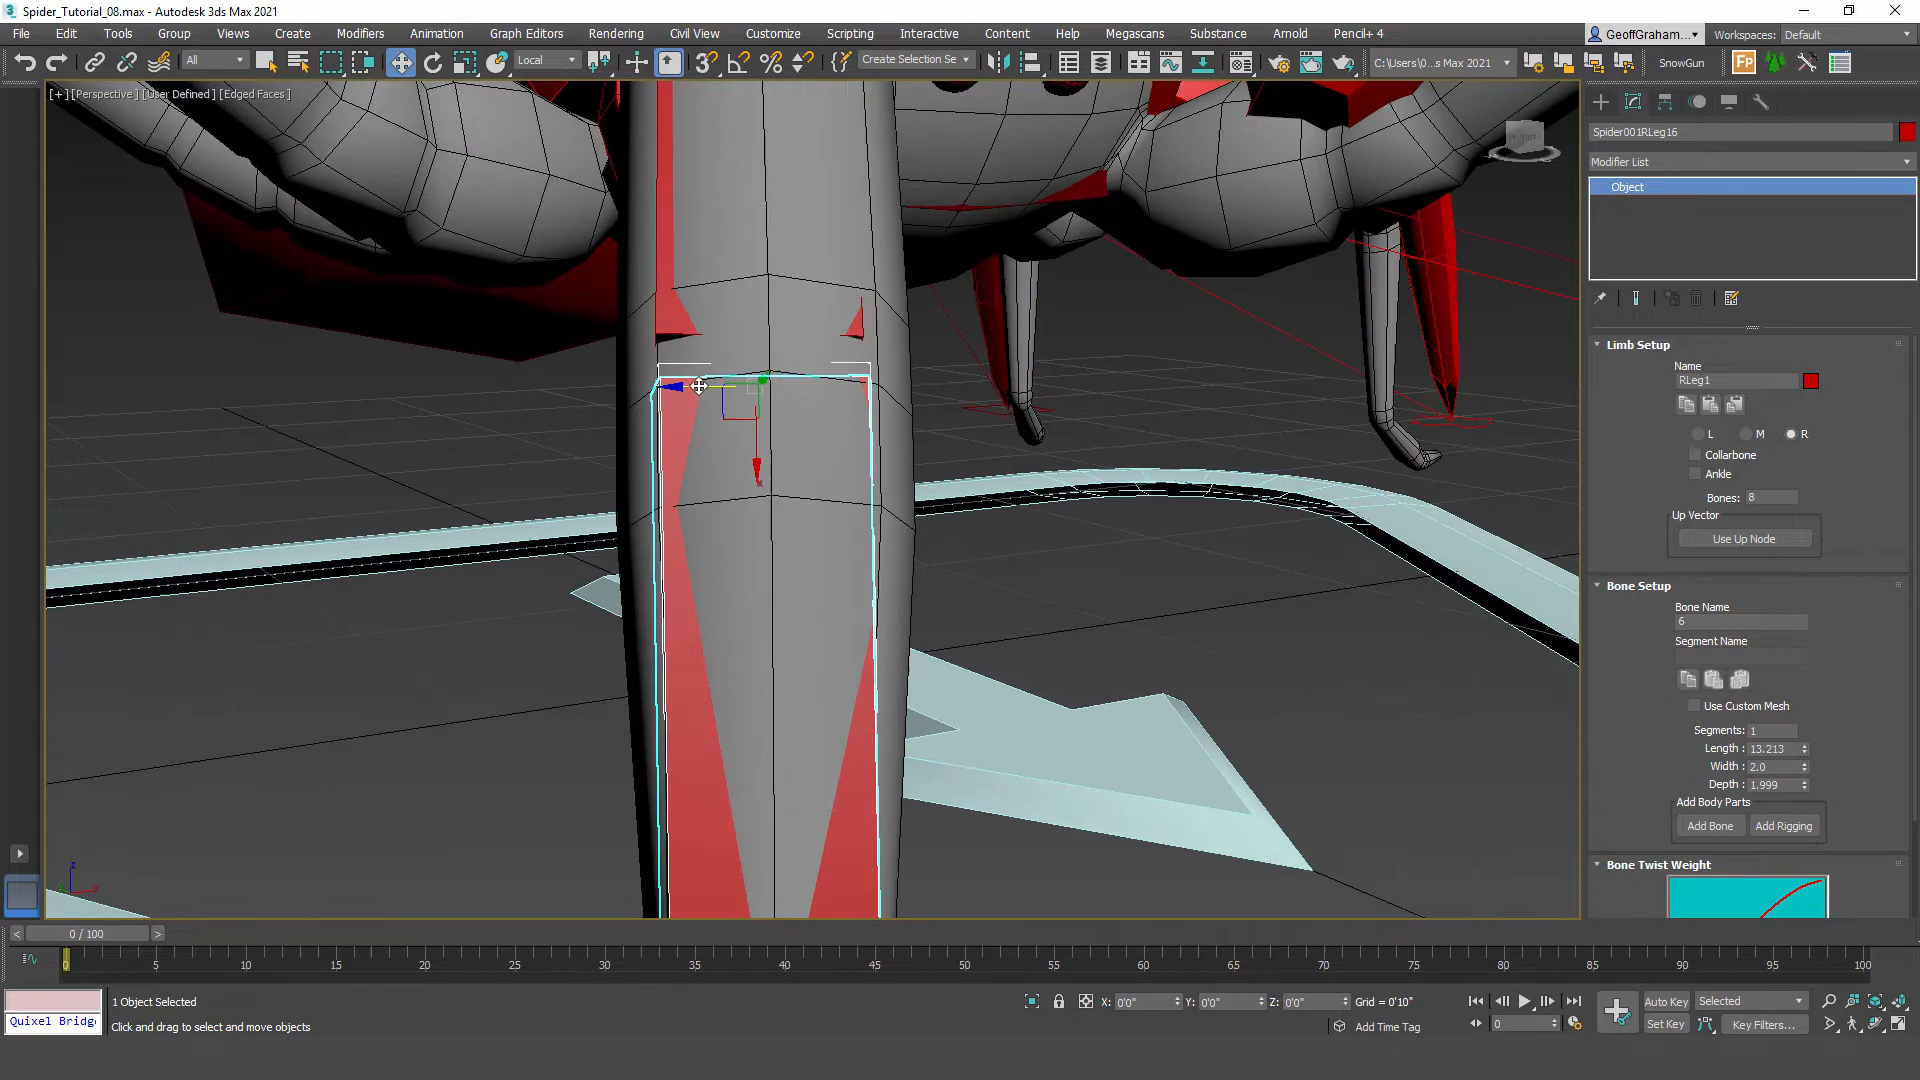 Spider_Tutorial_08.max - Autodesk 3ds Max 2021
File Edit Tools Group Views Create Modifiers Animation Graph Editors Rendering Civil View Customize Scripting Interactive Content Help Megascans Substance Arnold Pencil+ 4 GeoffGraham... Workspaces: Default
All Local Create Selection Se C:\Users\0...s Max 2021 SnowGun
[+] [Perspective] [User Defined] [Edged Faces]
Spider001RLeg16
Modifier List
Object
Limb Setup
Name
RLeg1
L M R
Collarbone
Ankle
Bones: 8
Up Vector
Use Up Node
Bone Setup
Bone Name
6
Segment Name
Use Custom Mesh
Segments: 1
Length : 13.213
Width : 2.0
Depth : 1.999
Add Body Parts
Add Bone Add Rigging
Bone Twist Weight
< 0 / 100 >
0 5 10 15 20 25 30 35 40 45 50 55 60 65 70 75 80 85 90 95 100
1 Object Selected X: 0'0" Y: 0'0" Z: 0'0" Grid = 0'10" Auto Key Selected
Quixel Bridg Click and drag to select and move objects Add Time Tag 0 Set Key Key Filters...